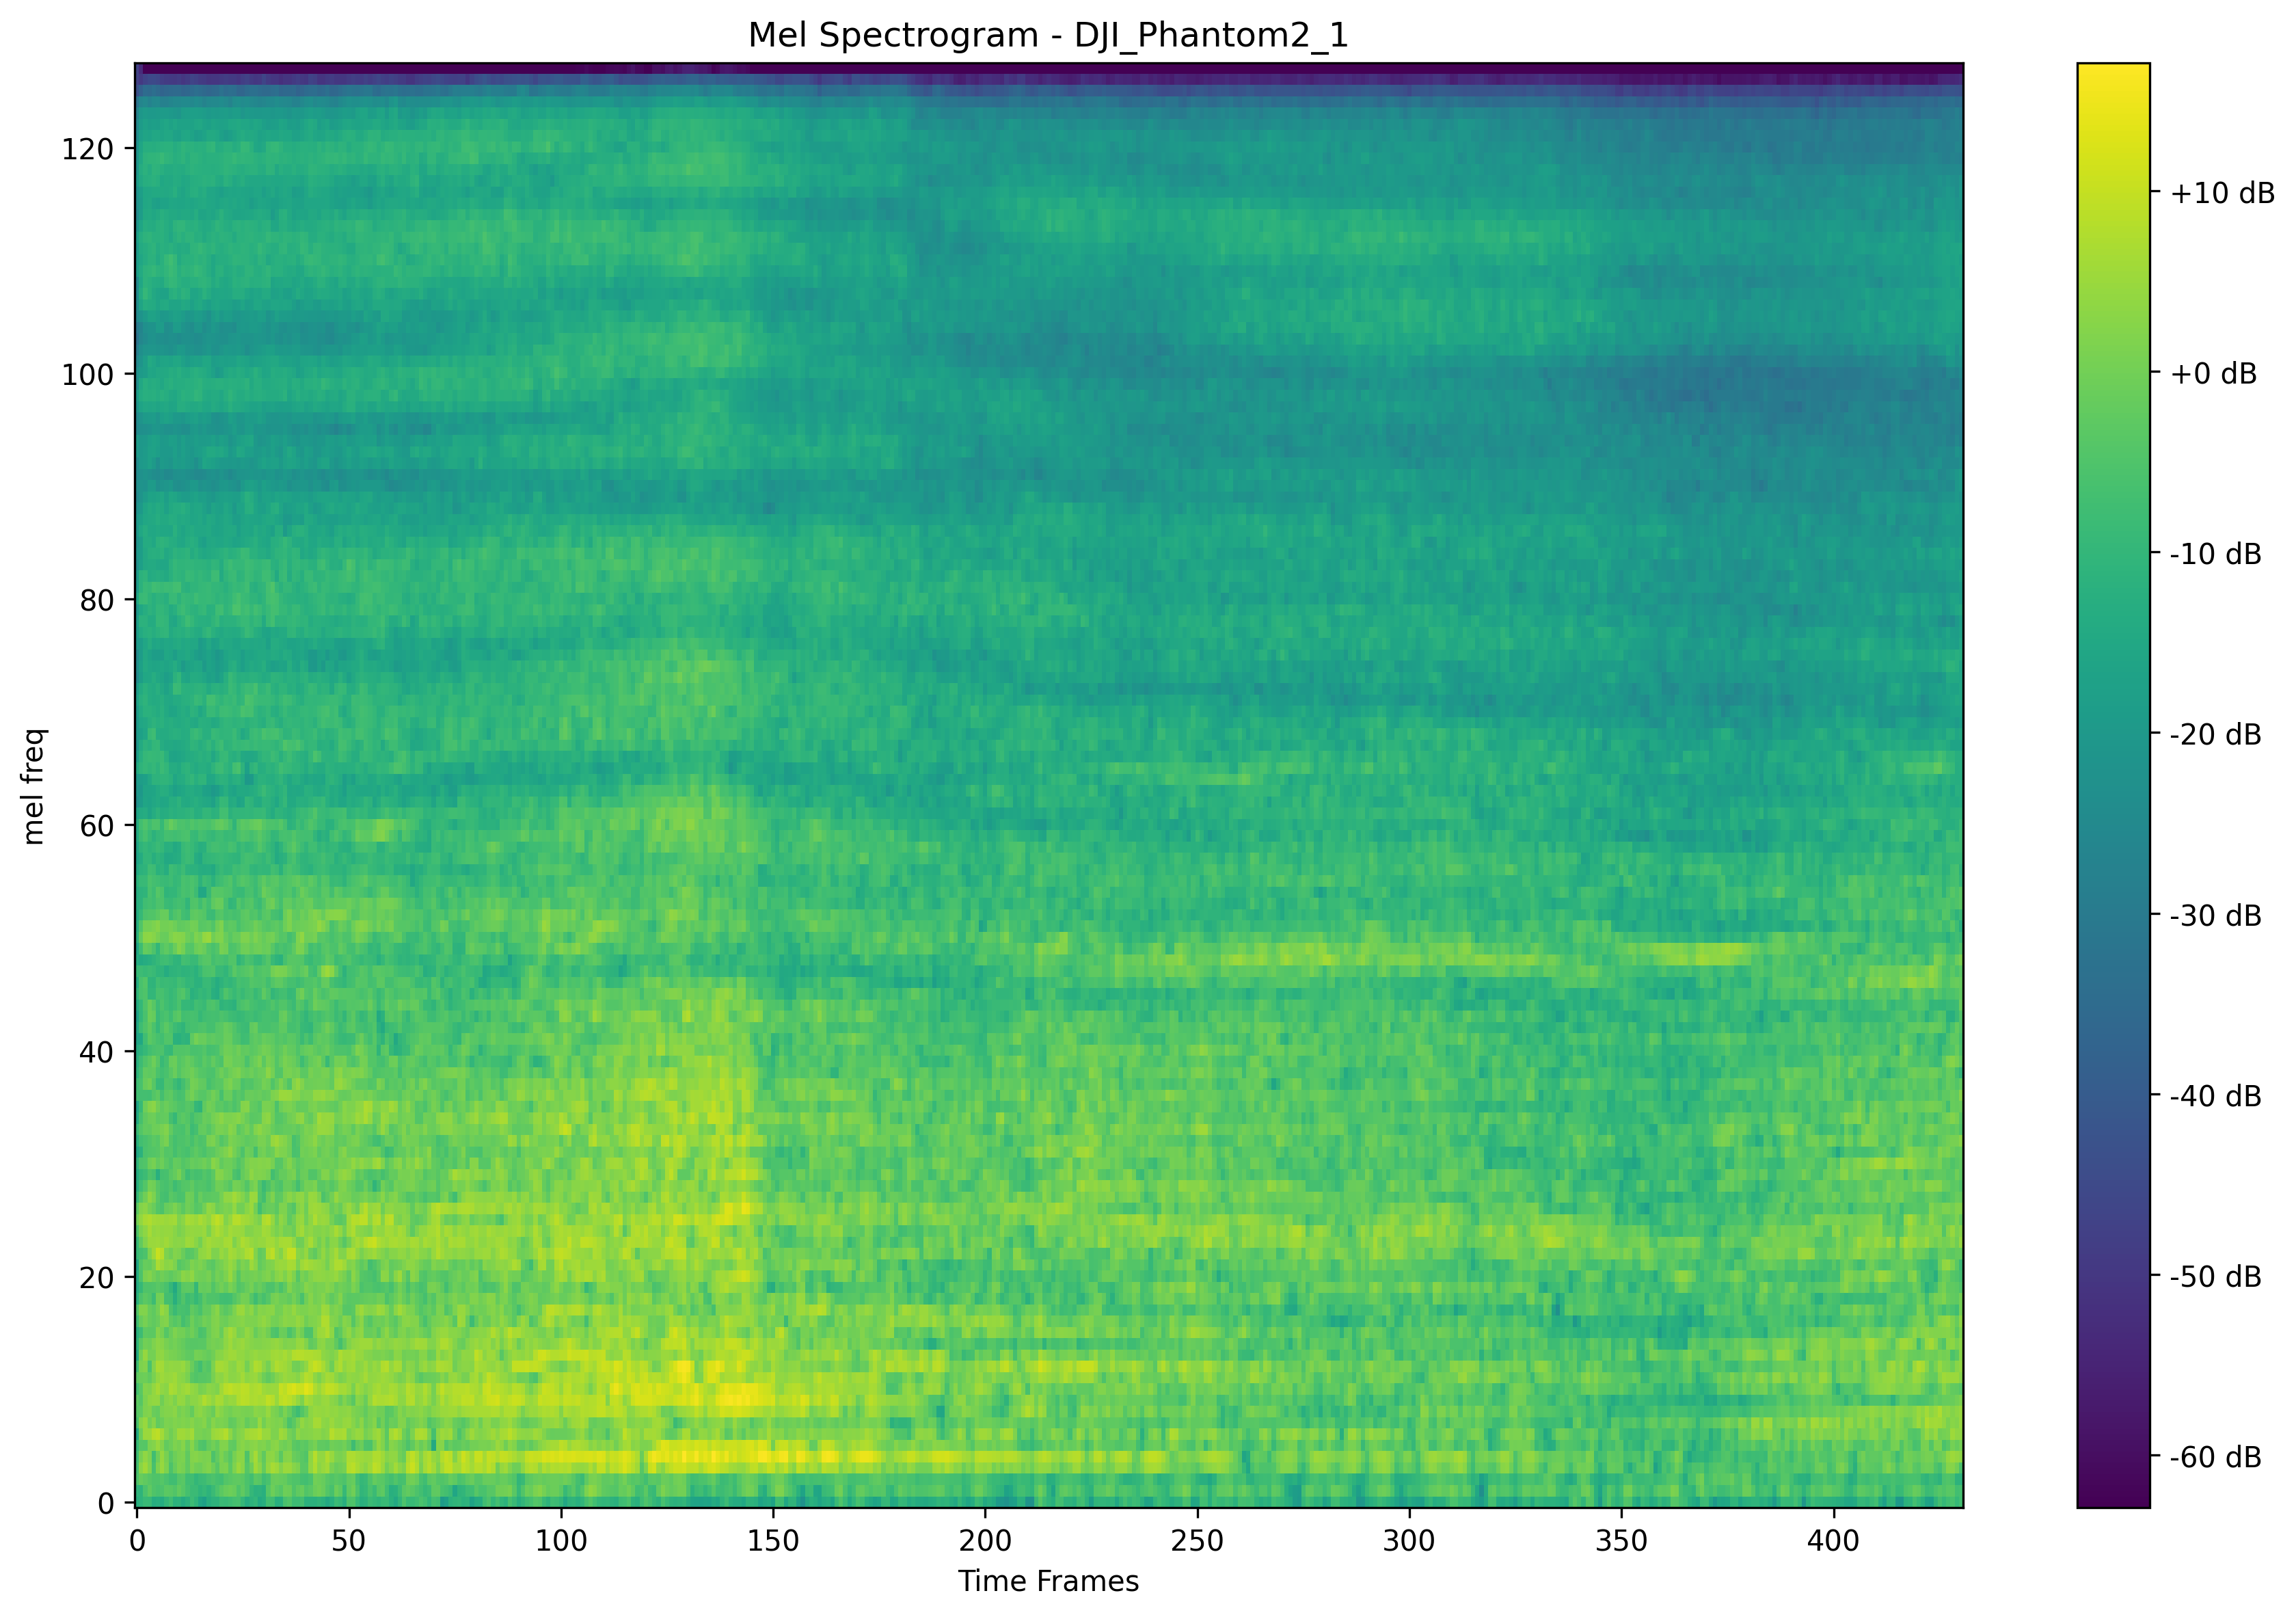 Mel Spectrogram - DJI_Phantom2_1
mel freq
120
100
80
60
40
20
0
0 50 100 150 200 250 300 350 400
Time Frames
+10 dB
+0 dB
-10 dB
-20 dB
-30 dB
-40 dB
-50 dB
-60 dB